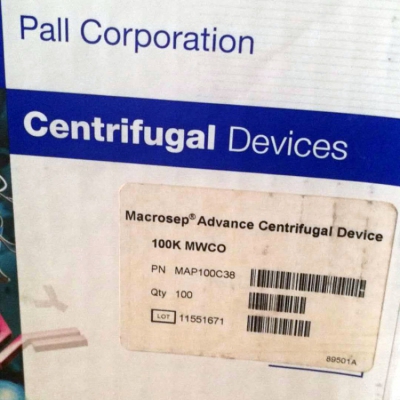 Pall Corporation
Centrifugal Devices
Macrosep® Advance Centrifugal Device
100K MWCO
PN MAP100C38
Qty 100
LOT 11551671
89501A